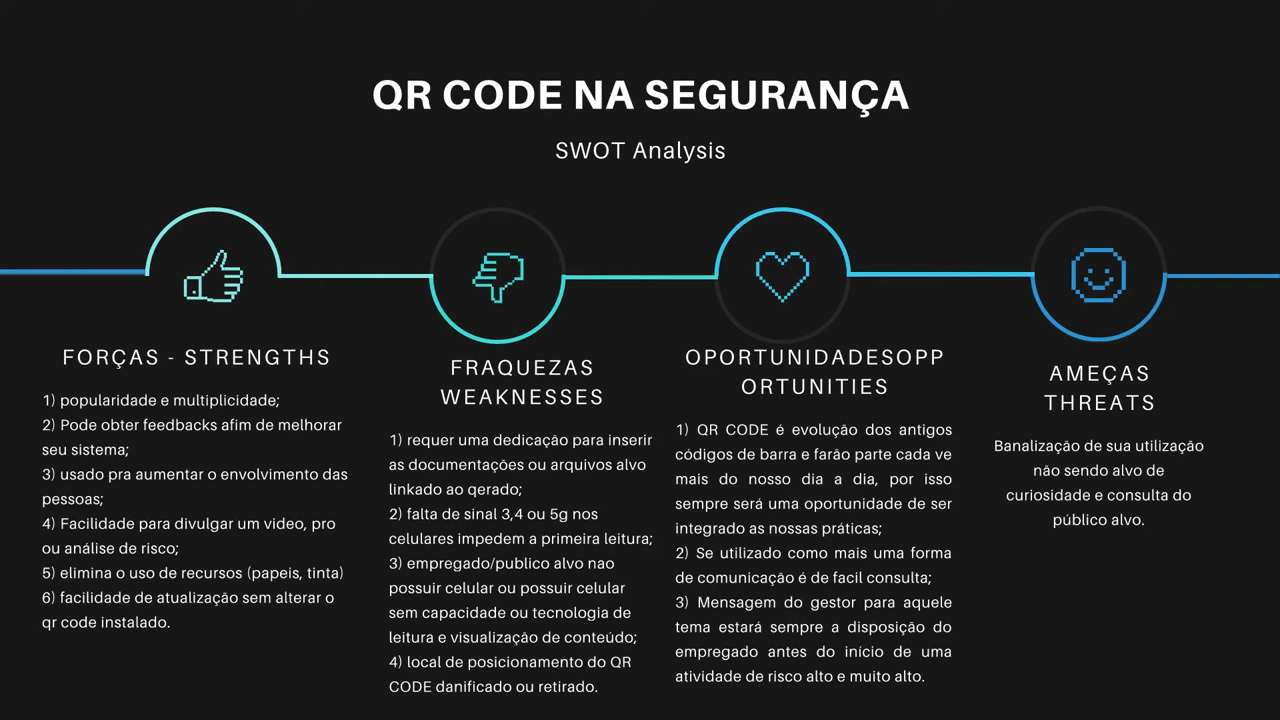 QR CODE NA SEGURANÇA
SWOT Analysis
FORÇAS - STRENGTHS
1) popularidade e multiplicidade;
2) Pode obter feedbacks afim de melhorar
seu sistema;
3) usado pra aumentar o envolvimento das
pessoas;
4) Facilidade para divulgar um video, pro
ou análise de risco;
5) elimina o uso de recursos (papeis, tinta)
6) facilidade de atualização sem alterar o
qr code instalado.
FRAQUEZAS
WEAKNESSES
1) requer uma dedicação para inserir
as documentações ou arquivos alvo
linkado ao qerado;
2) falta de sinal 3,4 ou 5g nos
celulares impedem a primeira leitura;
3) empregado/publico alvo nao
possuir celular ou possuir celular
sem capacidade ou tecnologia de
leitura e visualização de conteúdo;
4) local de posicionamento do QR
CODE danificado ou retirado.
OPORTUNIDADESOPP
ORTUNITIES
1) QR CODE é evolução dos antigos
códigos de barra e farão parte cada ve
mais do nosso dia a dia, por isso
sempre será uma oportunidade de ser
integrado as nossas práticas;
2) Se utilizado como mais uma forma
de comunicação é de facil consulta;
3) Mensagem do gestor para aquele
tema estará sempre a disposição do
empregado antes do início de uma
atividade de risco alto e muito alto.
AMEÇAS
THREATS
Banalização de sua utilização
não sendo alvo de
curiosidade e consulta do
público alvo.